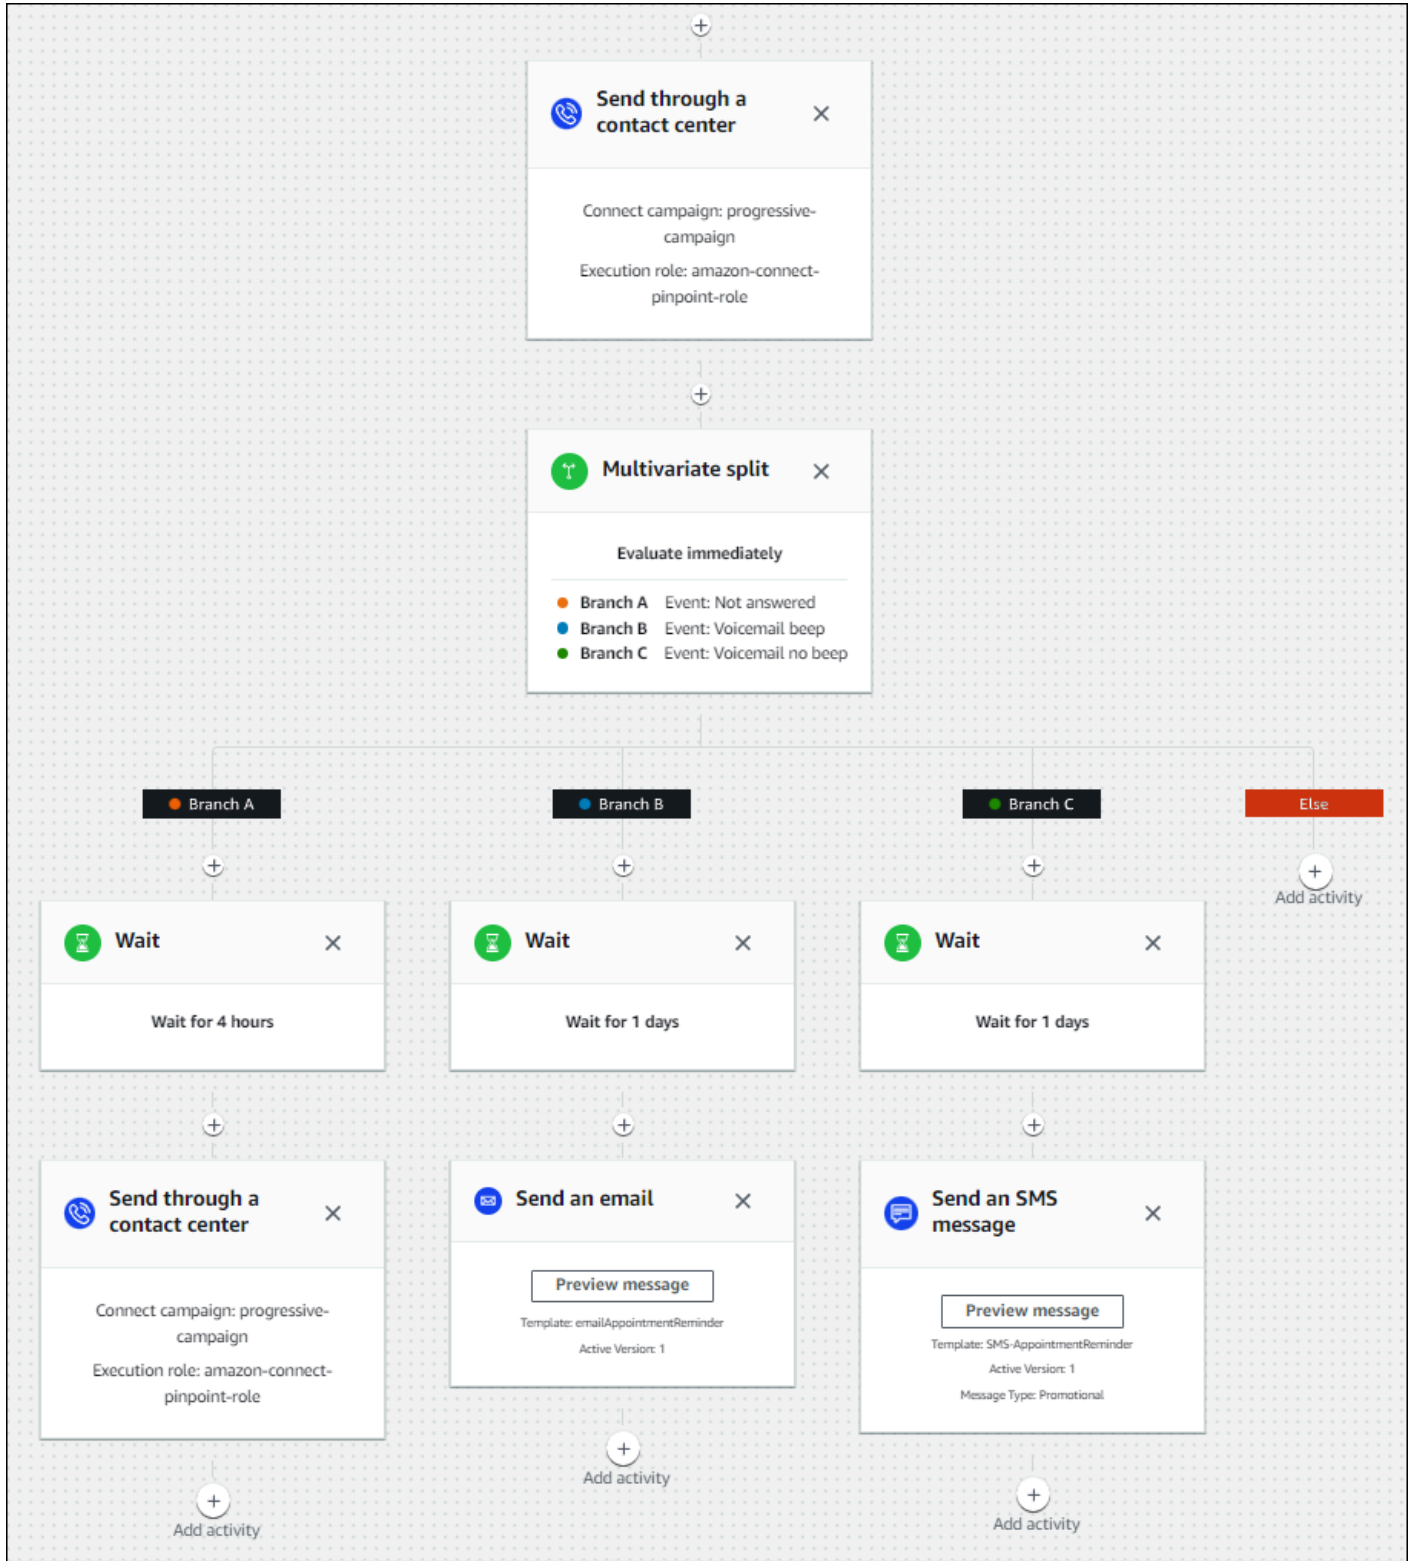 Send through a
contact center
Connect campaign: progressive-
campaign
Execution role: amazon-connect-
pinpoint-role
Multivariate split
Evaluate immediately
Branch A Event: Not answered
Branch B Event: Voicemail beep
Branch C Event: Voicemail no beep
Branch A
Branch B
Branch C
Else
Add activity
Wait
Wait for 4 hours
Wait
Wait for 1 days
Wait
Wait for 1 days
Send through a
contact center
Connect campaign: progressive-
campaign
Execution role: amazon-connect-
pinpoint-role
Add activity
Send an email
Preview message
Template: emailAppointmentReminder
Active Version: 1
Add activity
Send an SMS
message
Preview message
Template: SMS-AppointmentReminder
Active Version: 1
Message Type: Promotional
Add activity